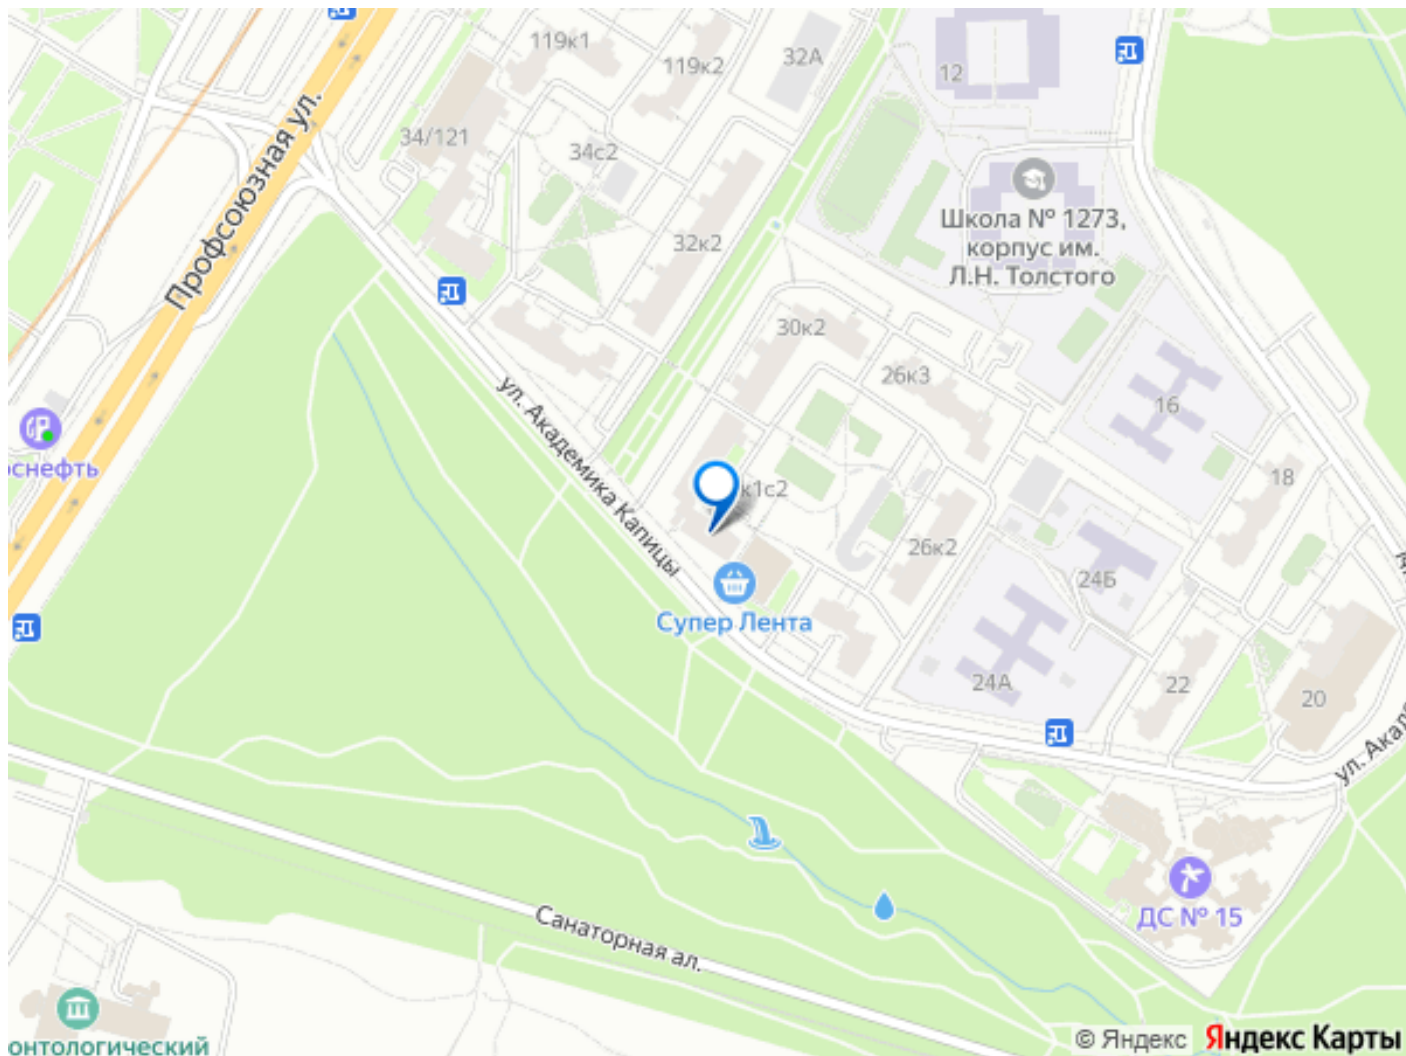 119к1
119к2
32А
12
34/121
34с2
Профсоюзная ул.
Школа № 1273,
корпус им.
Л.Н. Толстого
32к2
30к2
26к3
16
ул. Академика Капицы
оснефть
18
к1с2
26к2
24Б
Супер Лента
24А
22
20
ул. Акад
ДС № 15
Санаторная ал.
онтологический
© Яндекс Яндекс Карты